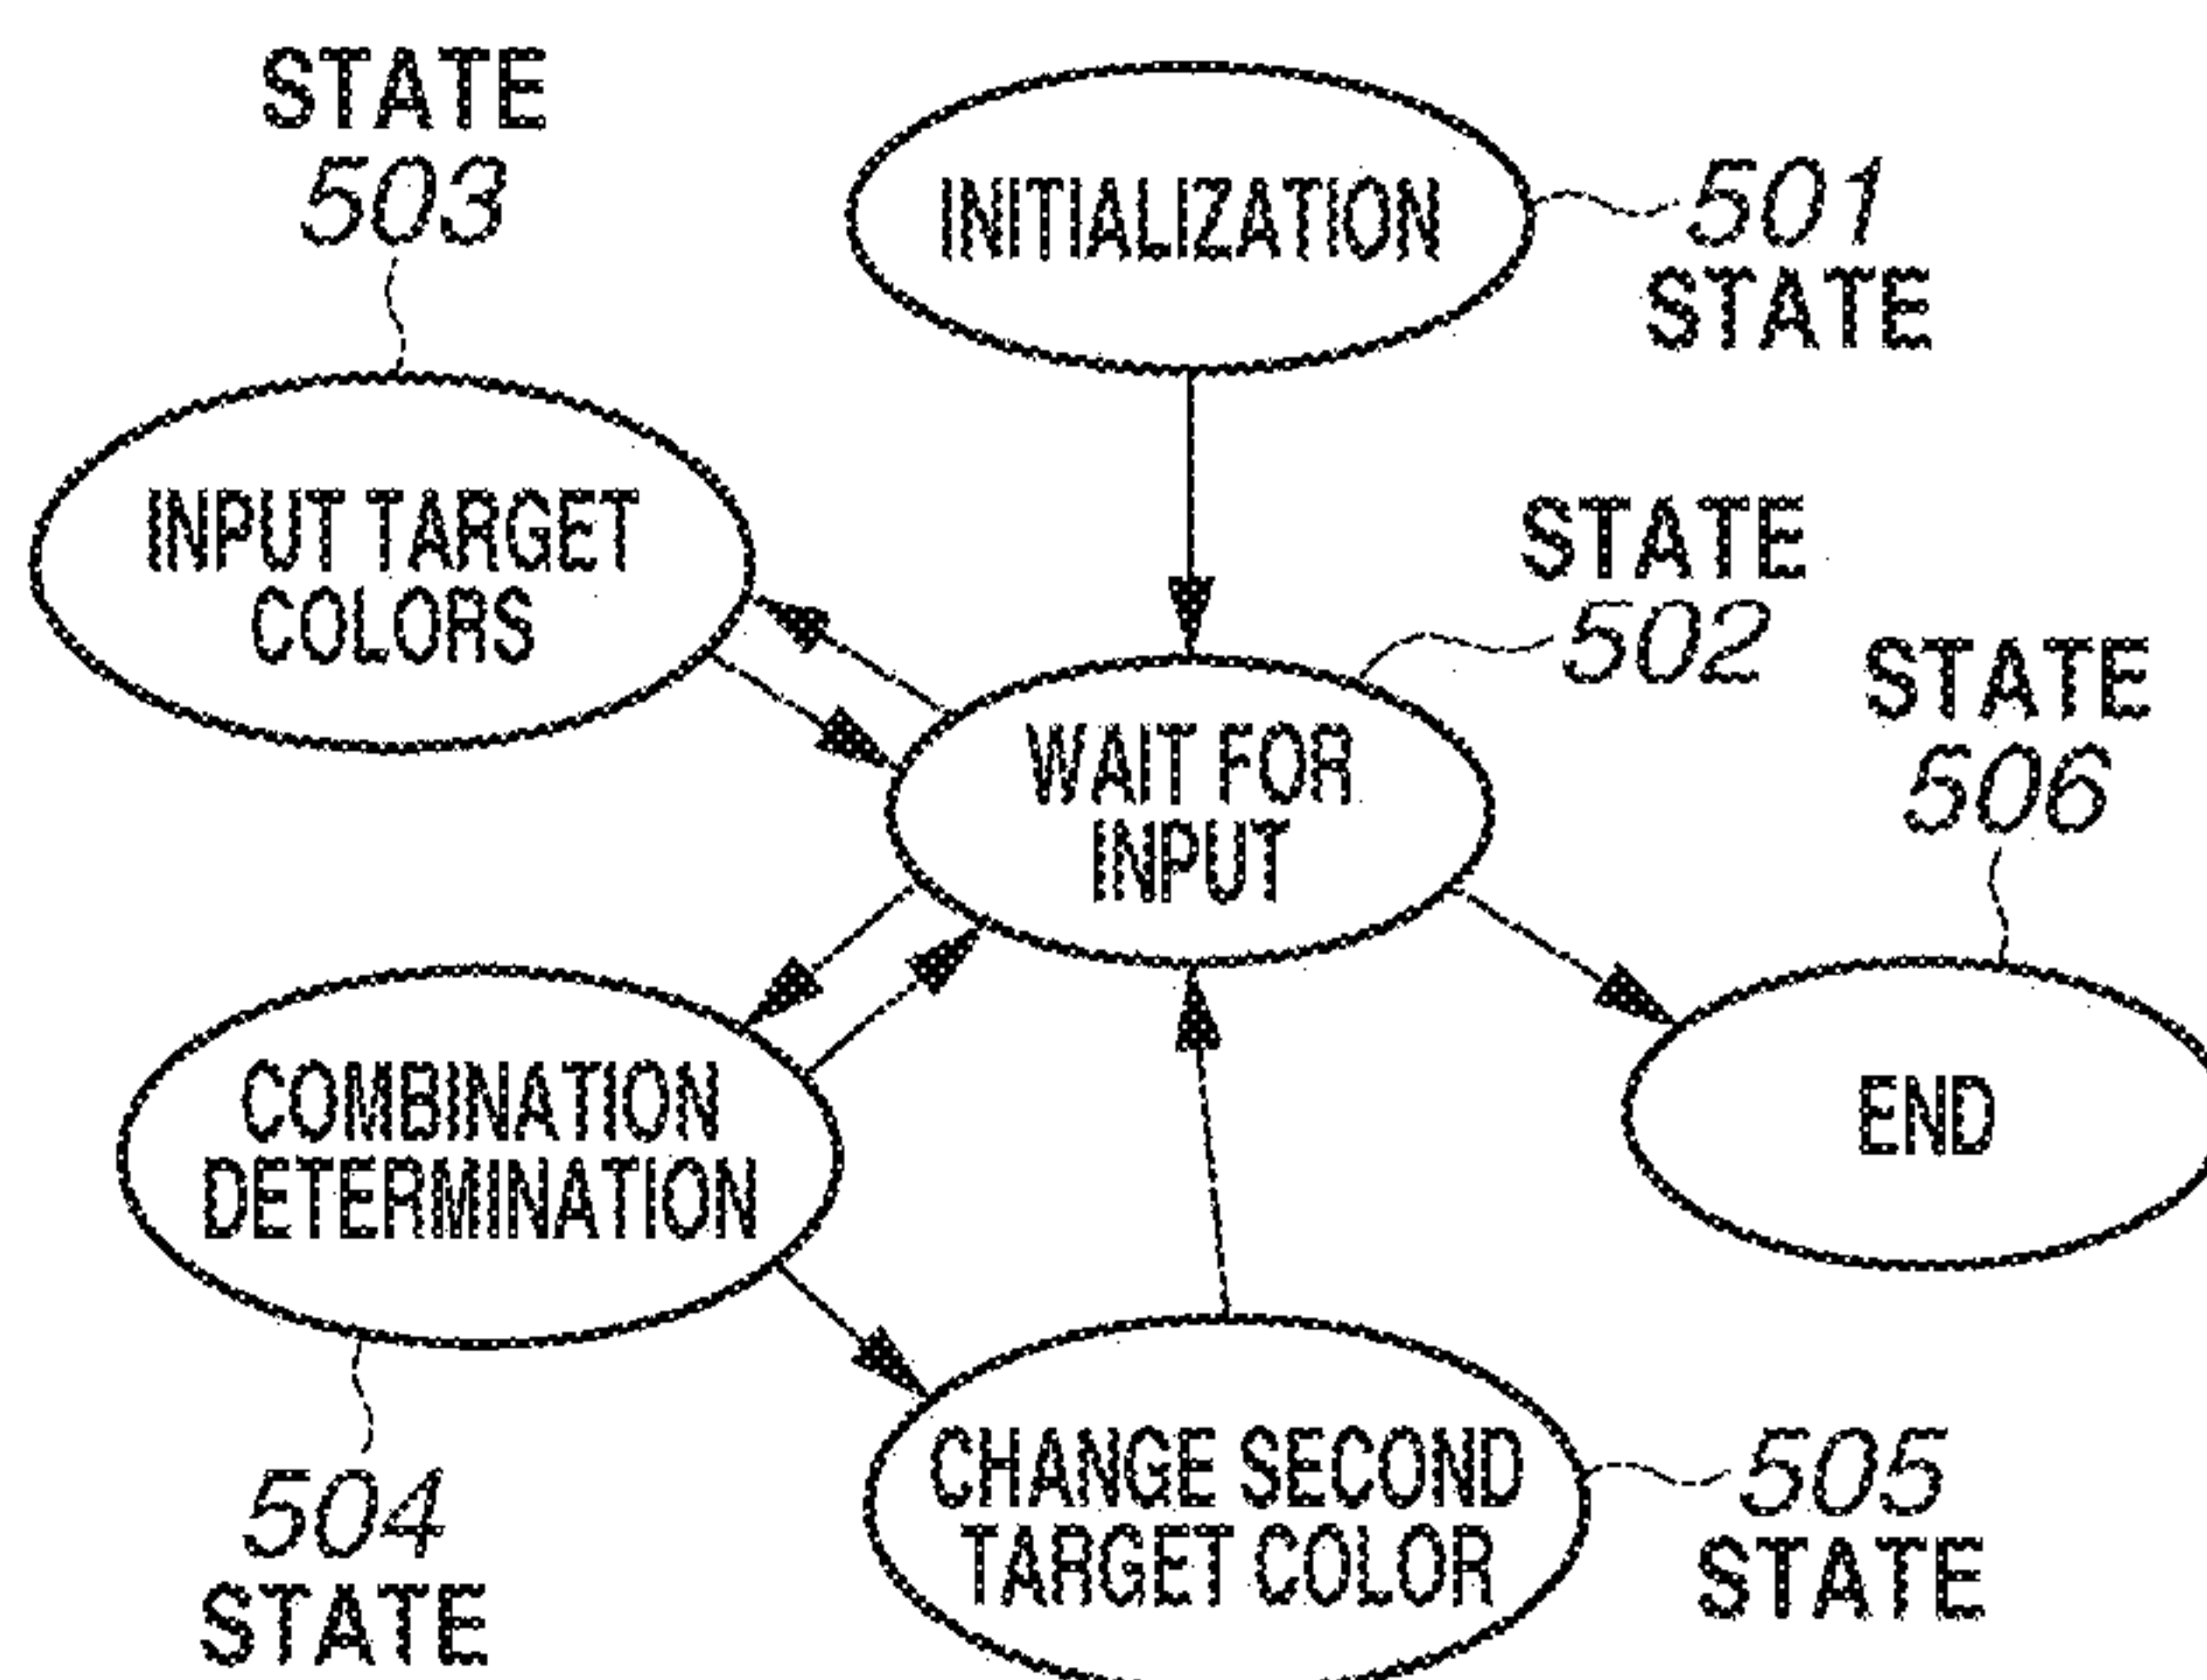 STATE
503
INITIALIZATION
501
STATE
INPUT TARGET
COLORS
STATE
502
WAIT FOR
INPUT
STATE
506
COMBINATION
DETERMINATION
END
504
STATE
CHANGE SECOND
TARGET COLOR
505
STATE